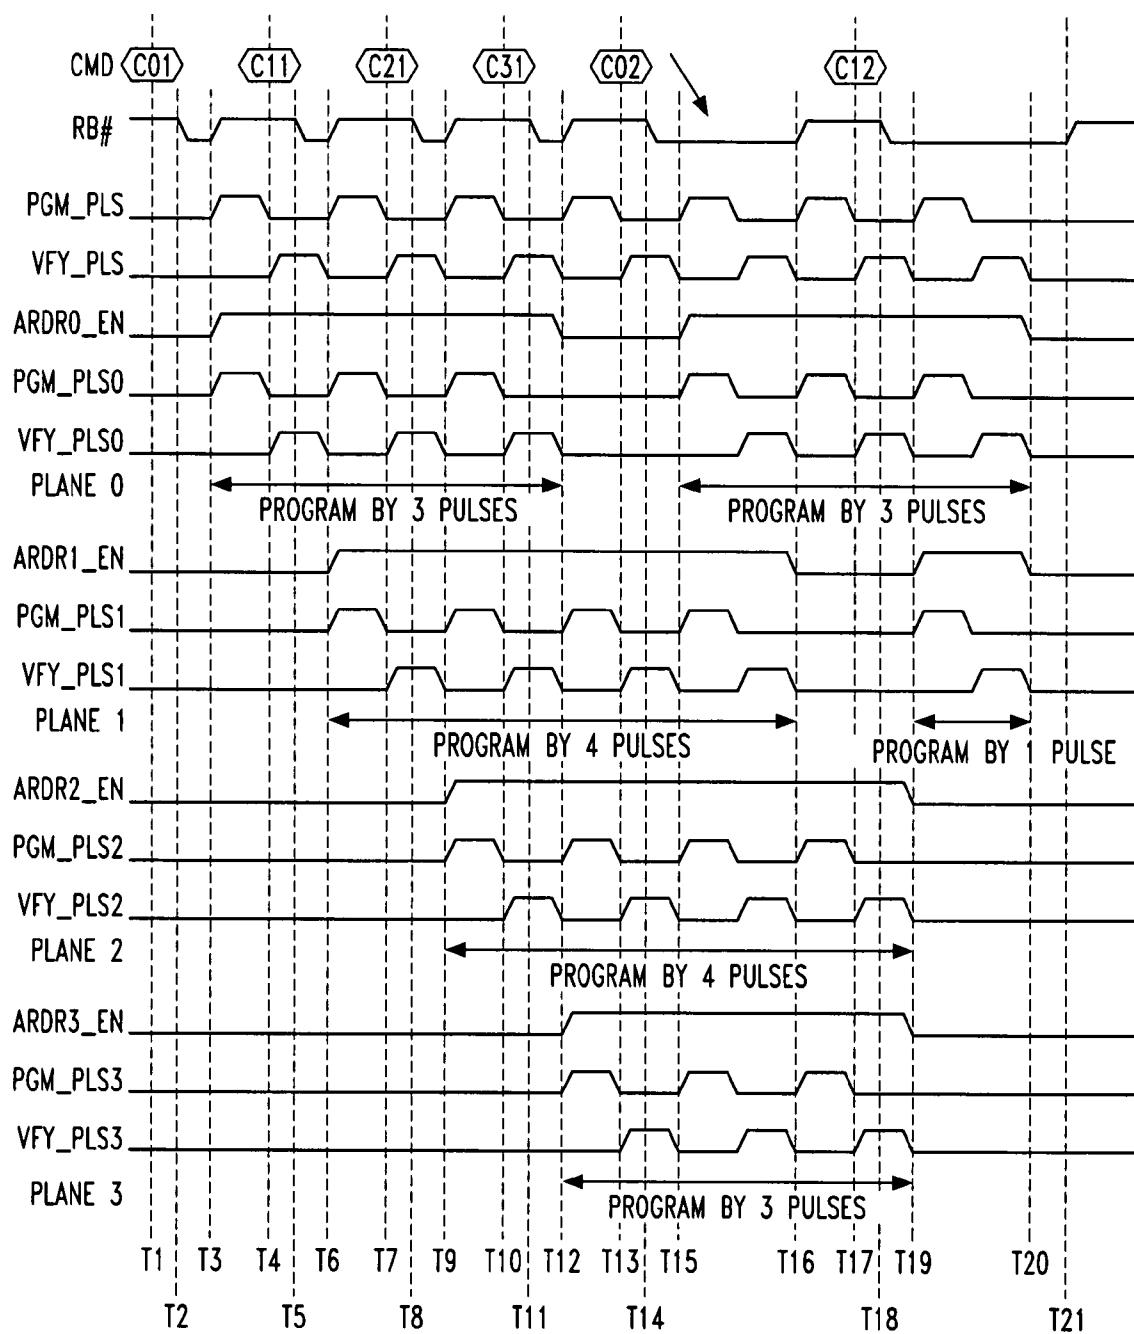 CMD C01 C11 C21 C31 C02 C12
RB#
PGM_PLS
VFY_PLS
ARDR0_EN
PGM_PLS0
VFY_PLS0
PLANE 0
PROGRAM BY 3 PULSES PROGRAM BY 3 PULSES
ARDR1_EN
PGM_PLS1
VFY_PLS1
PLANE 1
PROGRAM BY 4 PULSES PROGRAM BY 1 PULSE
ARDR2_EN
PGM_PLS2
VFY_PLS2
PLANE 2
PROGRAM BY 4 PULSES
ARDR3_EN
PGM_PLS3
VFY_PLS3
PLANE 3
PROGRAM BY 3 PULSES
T1 T3 T4 T6 T7 T9 T10 T12 T13 T15 T16 T17 T19 T20
T2 T5 T8 T11 T14 T18 T21